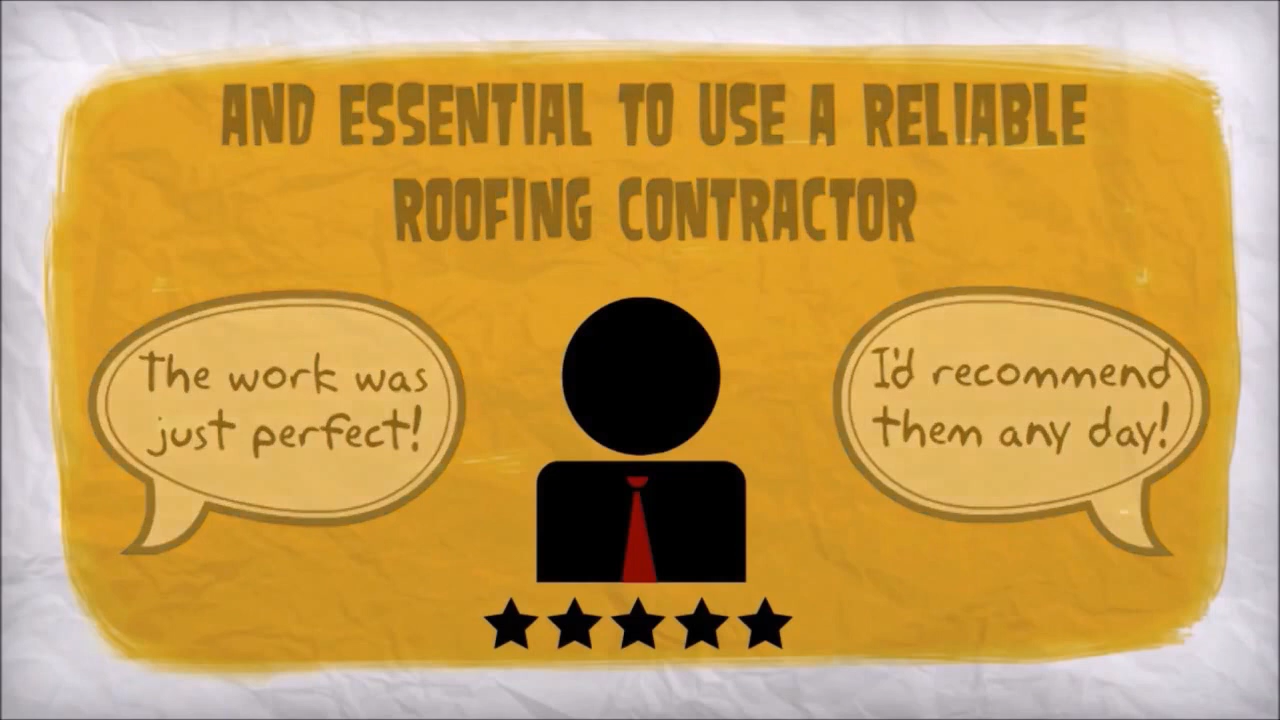 AND ESSENTIAL TO USE A RELIABLE
ROOFING CONTRACTOR
The work was
just perfect!
I'd recommend
them any day!